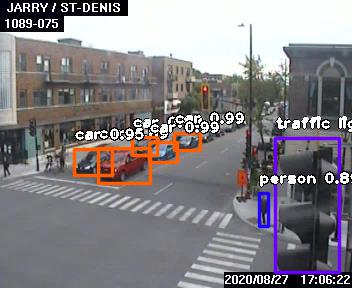 JARRY / ST-DENIS
1089-075
car 0.99
car 0.99
car 0.95
traffic lig
person 0.89
2020/08/27 17:06:22